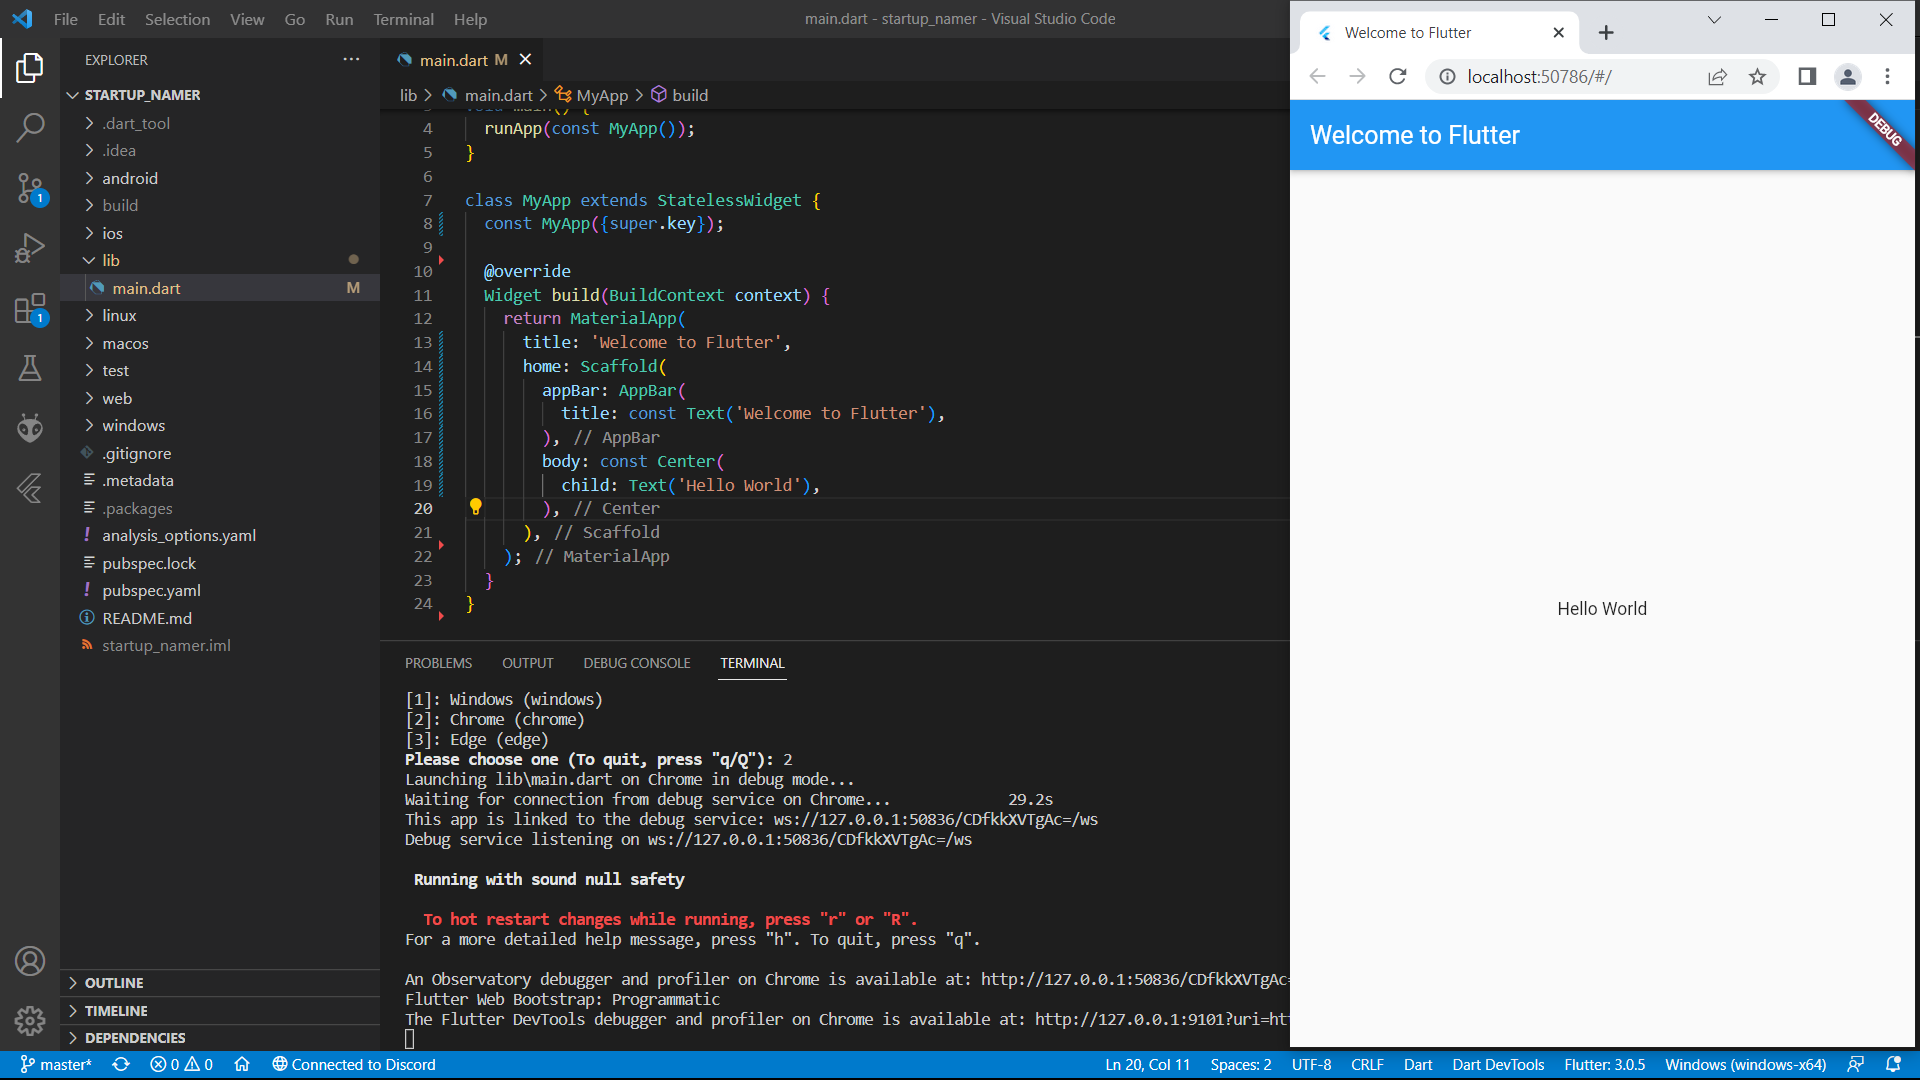 File Edit Selection View Go Run Terminal Help
main.dart - startup_namer - Visual Studio Code
EXPLORER
STARTUP_NAMER
.dart_tool
.idea
android
build
ios
lib
main.dart M
linux
macos
test
web
windows
.gitignore
.metadata
.packages
analysis_options.yaml
pubspec.lock
pubspec.yaml
README.md
startup_namer.iml
OUTLINE
TIMELINE
DEPENDENCIES
1
1
main.dart M
lib > main.dart > MyApp > build
3 void main() {
4 runApp(const MyApp());
5 }
6
7 class MyApp extends StatelessWidget {
8 const MyApp({super.key});
9
10 @override
11 Widget build(BuildContext context) {
12 return MaterialApp(
13 title: 'Welcome to Flutter',
14 home: Scaffold(
15 appBar: AppBar(
16 title: const Text('Welcome to Flutter'),
17 ), // AppBar
18 body: const Center(
19 child: Text('Hello World'),
20 ), // Center
21 ), // Scaffold
22 ); // MaterialApp
23 }
24 }
PROBLEMS OUTPUT DEBUG CONSOLE TERMINAL
[1]: Windows (windows)
[2]: Chrome (chrome)
[3]: Edge (edge)
Please choose one (To quit, press "q/Q"): 2
Launching lib\main.dart on Chrome in debug mode...
Waiting for connection from debug service on Chrome... 29.2s
This app is linked to the debug service: ws://127.0.0.1:50836/CDfkkXVTgAc=/ws
Debug service listening on ws://127.0.0.1:50836/CDfkkXVTgAc=/ws
Running with sound null safety
To hot restart changes while running, press "r" or "R".
For a more detailed help message, press "h". To quit, press "q".
An Observatory debugger and profiler on Chrome is available at: http://127.0.0.1:50836/CDfkkXVTgAc=
Flutter Web Bootstrap: Programmatic
The Flutter DevTools debugger and profiler on Chrome is available at: http://127.0.0.1:9101?uri=ht
Welcome to Flutter
localhost:50786/#/
Welcome to Flutter
DEBUG
Hello World
master* 0 0 Connected to Discord Ln 20, Col 11 Spaces: 2 UTF-8 CRLF Dart Dart DevTools Flutter: 3.0.5 Windows (windows-x64)